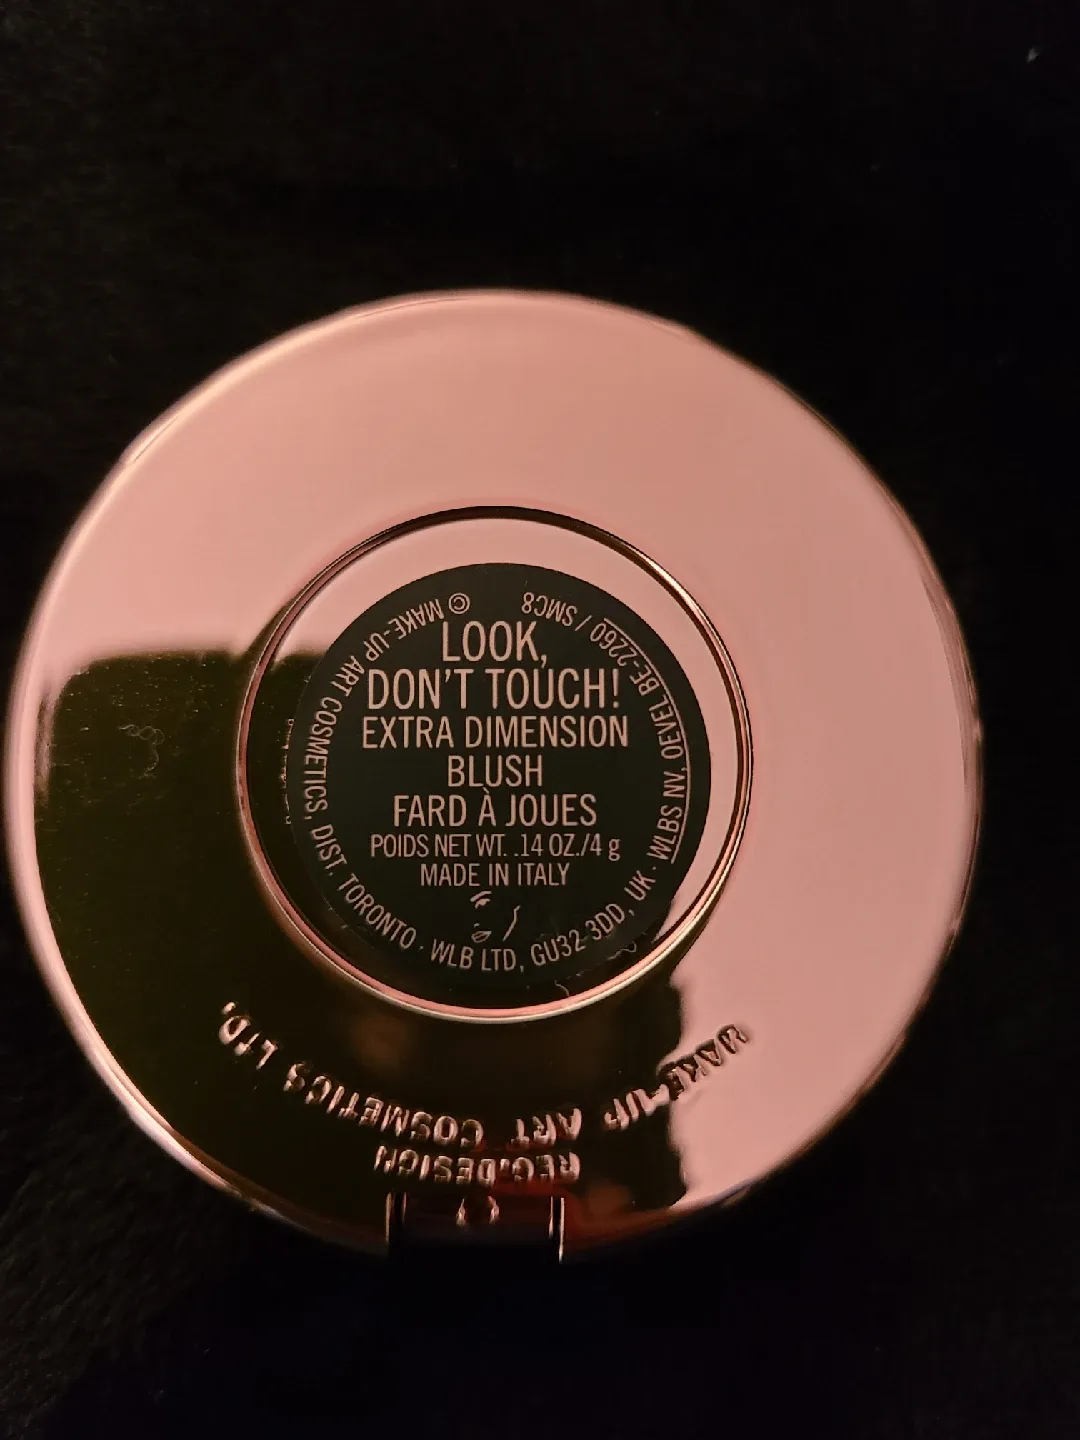 LOOK,
DON'T TOUCH!
EXTRA DIMENSION
BLUSH
FARD À JOUES
POIDS NET WT. .14 OZ./4 g
MADE IN ITALY
© MAKE-UP ART COSMETICS, DIST. TORONTO · WLB LTD, GU32-3DD, UK · WLBS NV. OEVEL BE-2260 / SMC8
MAKE-UP ART COSMETICS LTD.
REG.DESIGN